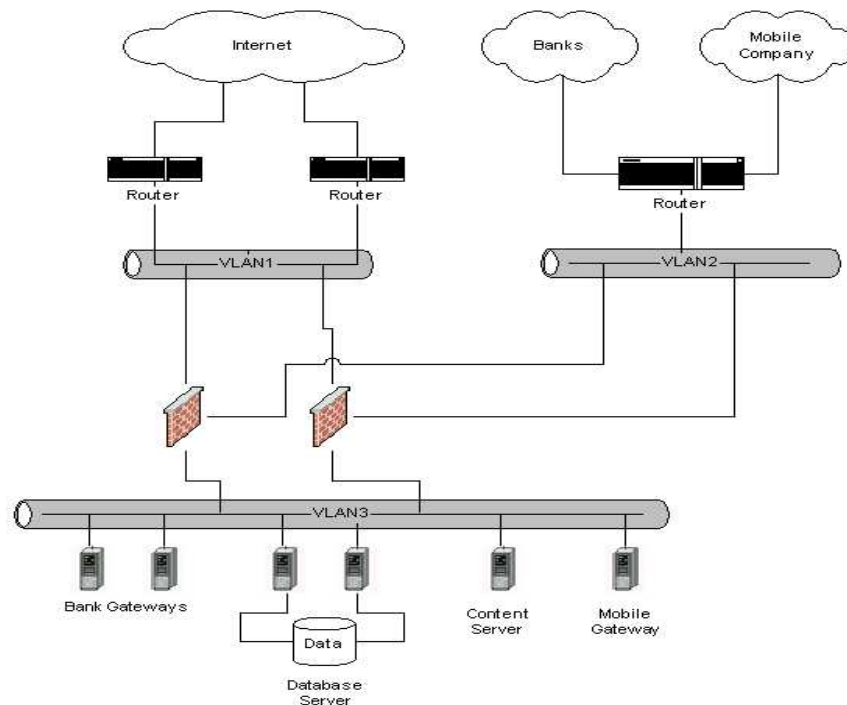 Internet
Banks
Mobile
Company
Router
Router
Router
VLAN1
VLAN2
VLAN3
Bank Gateways
Data
Database
Server
Content
Server
Mobile
Gateway